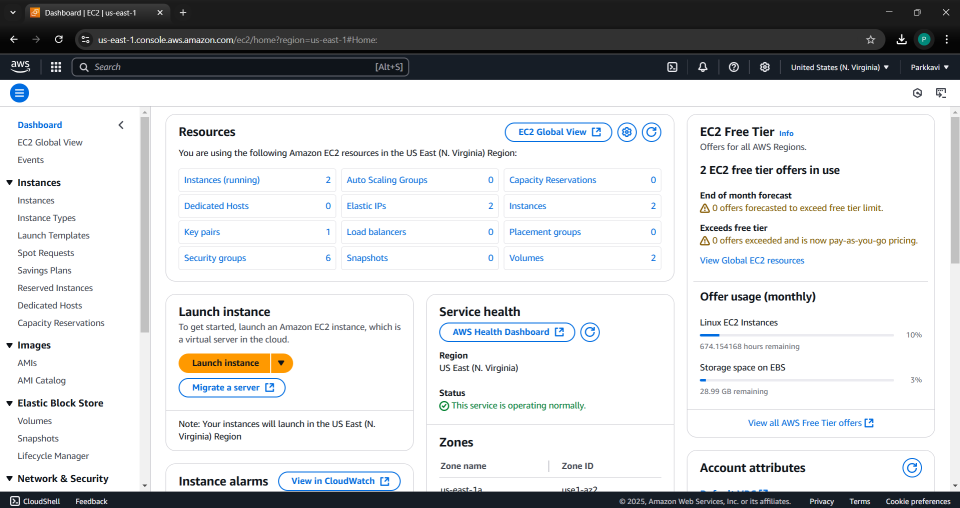 Dashboard | EC2 | us-east-1
us-east-1.console.aws.amazon.com/ec2/home?region=us-east-1#Home:
P
aws
Search
[Alt+S]
United States (N. Virginia)
Parkkavi
Dashboard
EC2 Global View
Events
Instances
Instances
Instance Types
Launch Templates
Spot Requests
Savings Plans
Reserved Instances
Dedicated Hosts
Capacity Reservations
Images
AMIs
AMI Catalog
Elastic Block Store
Volumes
Snapshots
Lifecycle Manager
Network & Security
Resources
EC2 Global View
You are using the following Amazon EC2 resources in the US East (N. Virginia) Region:
Instances (running) 2 Auto Scaling Groups 0 Capacity Reservations 0
Dedicated Hosts 0 Elastic IPs 2 Instances 2
Key pairs 1 Load balancers 0 Placement groups 0
Security groups 6 Snapshots 0 Volumes 2
Launch instance
To get started, launch an Amazon EC2 instance, which is
a virtual server in the cloud.
Launch instance
Migrate a server
Note: Your instances will launch in the US East (N.
Virginia) Region
Instance alarms
View in CloudWatch
Service health
AWS Health Dashboard
Region
US East (N. Virginia)
Status
This service is operating normally.
Zones
Zone name Zone ID
us-east-1a use1-az2
EC2 Free Tier Info
Offers for all AWS Regions.
2 EC2 free tier offers in use
End of month forecast
0 offers forecasted to exceed free tier limit.
Exceeds free tier
0 offers exceeded and is now pay-as-you-go pricing.
View Global EC2 resources
Offer usage (monthly)
Linux EC2 Instances
10%
674.154168 hours remaining
Storage space on EBS
3%
28.99 GB remaining
View all AWS Free Tier offers
Account attributes
CloudShell Feedback
© 2025, Amazon Web Services, Inc. or its affiliates. Privacy Terms Cookie preferences